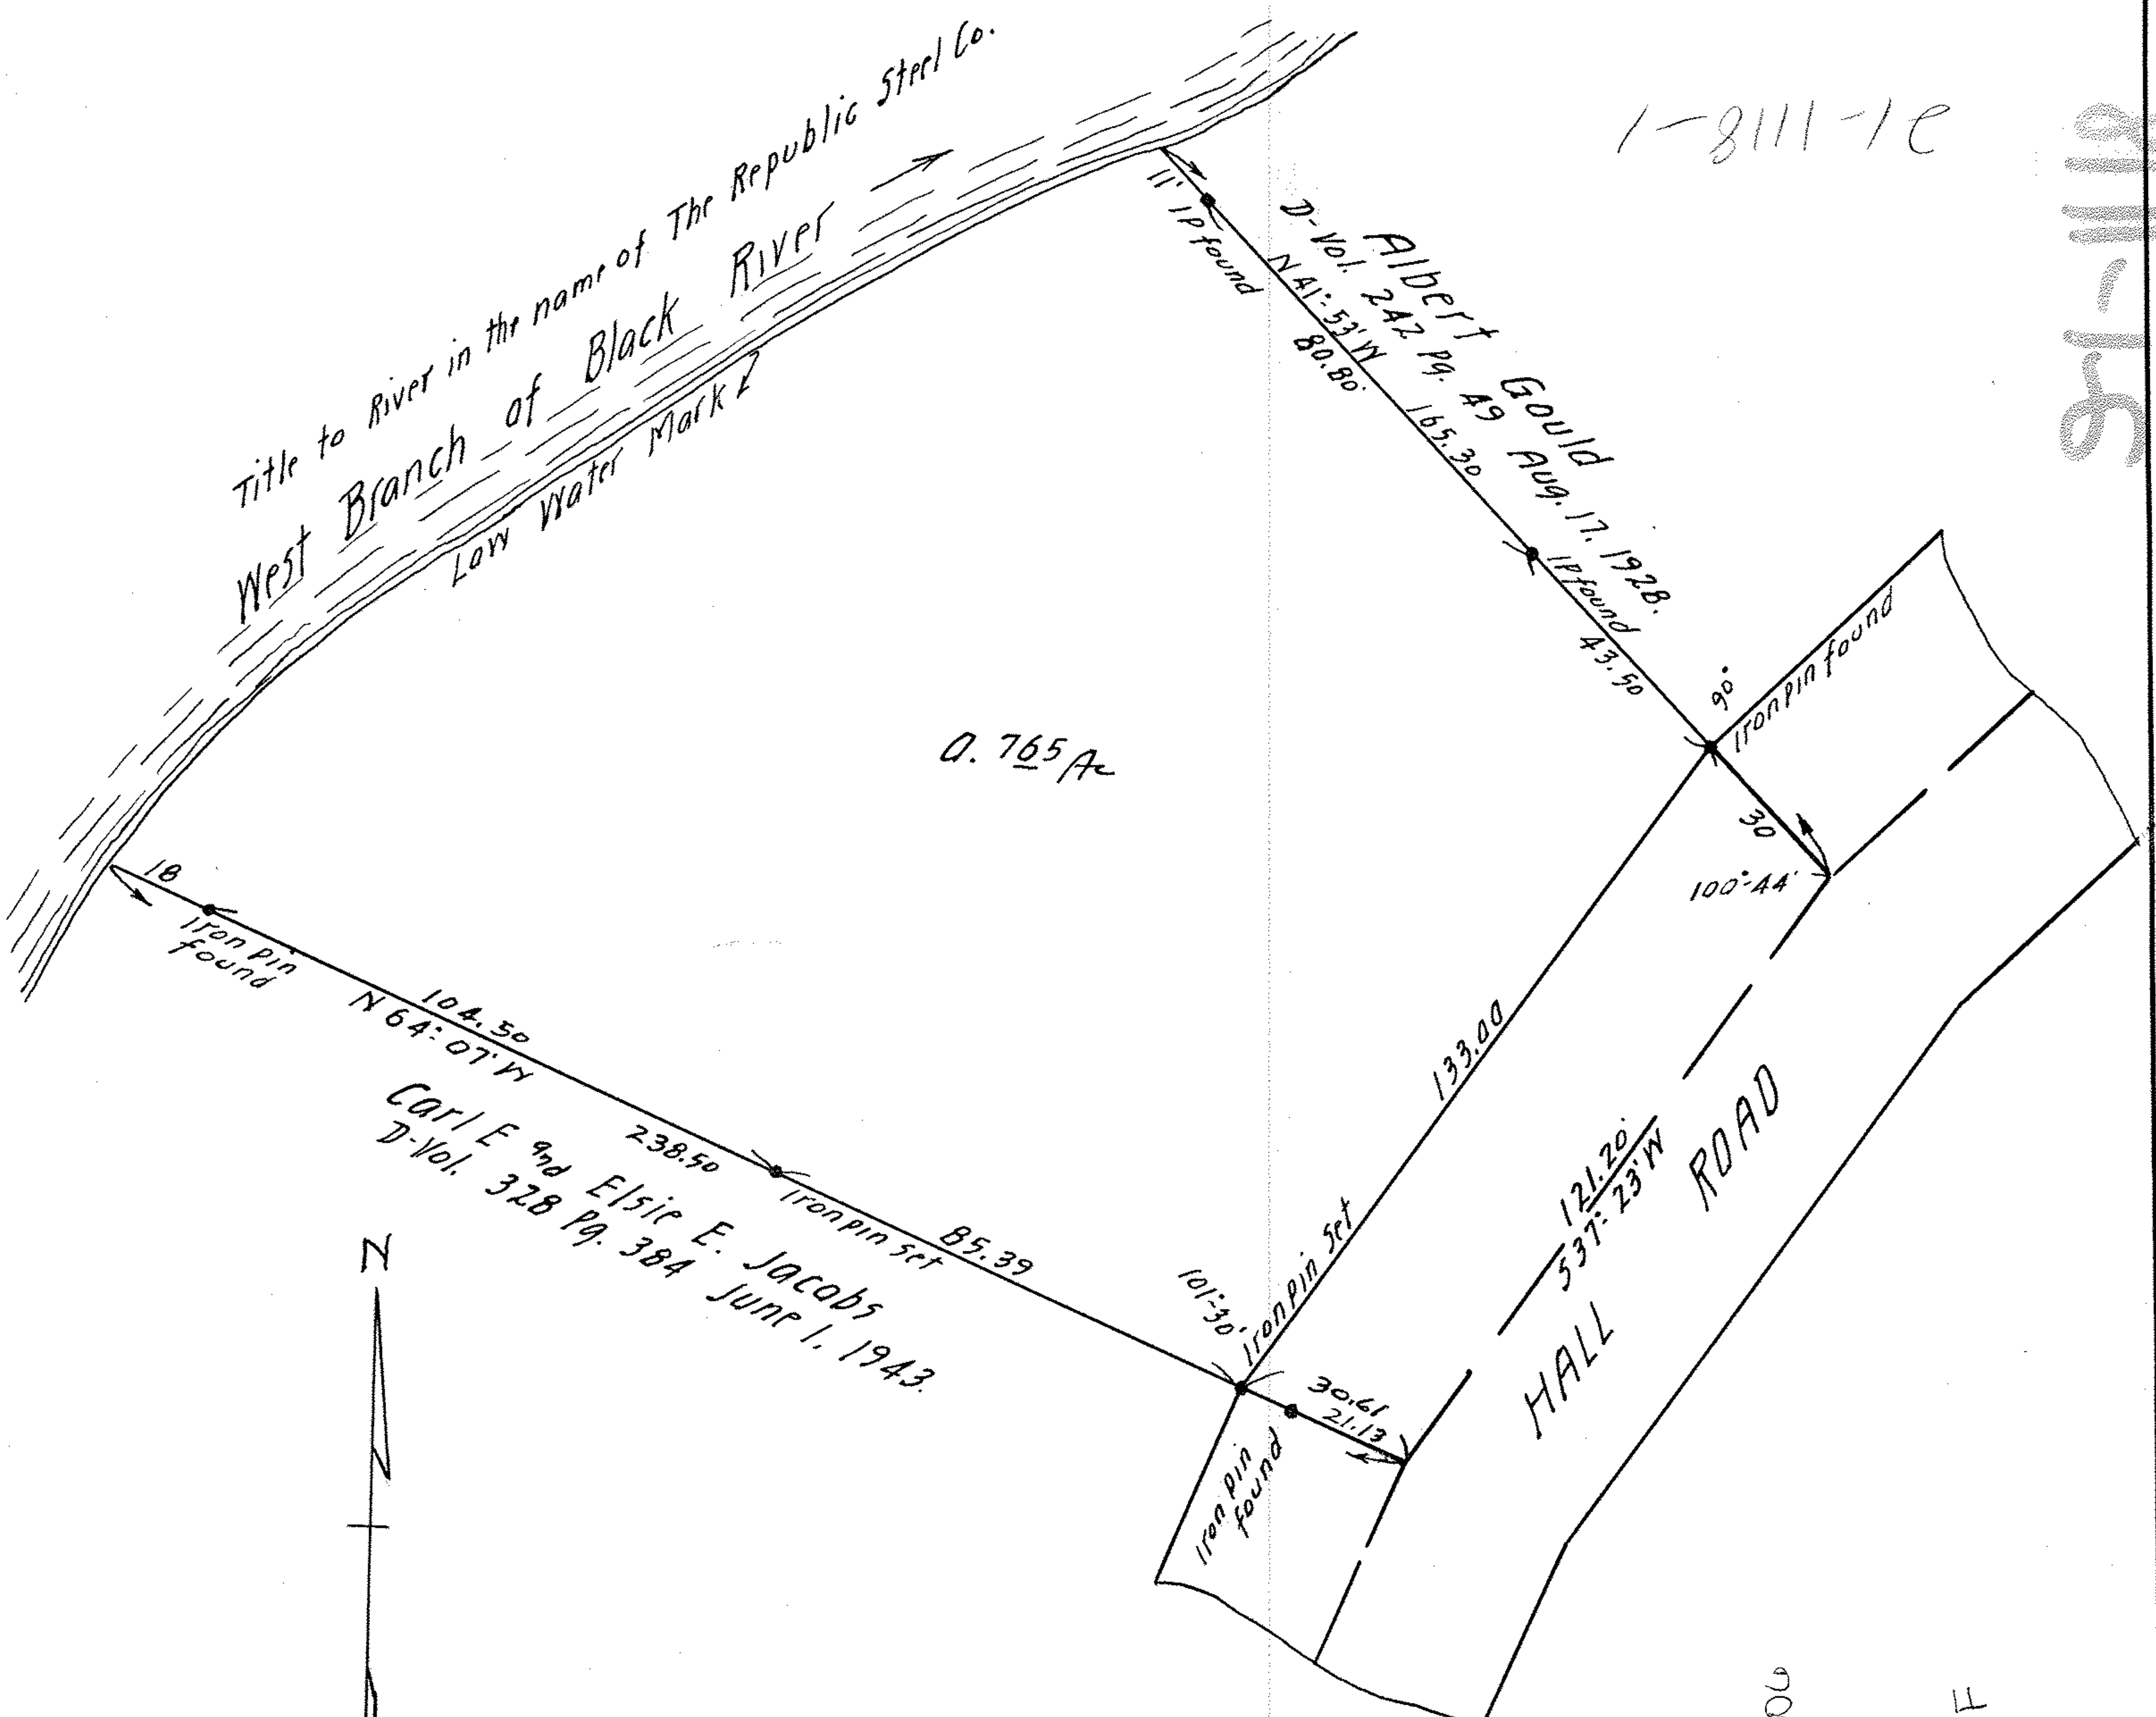 Title to River in the name of The Republic Steel Co.
West Branch of Black River
Low Water Mark
21-1118-1
21-1118
11'
IP found
Albert Gould
D-Vol. 242 Pg. 49 Aug. 17, 1928.
N 41°-53' W
80.80'
165.30
IP found
43.50
90°
Iron pin found
30
100°-44'
0.765 Ac
18
Iron pin
found
104.50
N 64°-07' W
238.50
Carl E and Elsie E. Jacobs
D-Vol. 328 Pg. 384 June 1, 1943.
Iron pin set
85.39
101°-30'
Iron pin set
133.00
30.61
21.13
Iron pin
found
121.20'
S37°-23'W
HALL ROAD
N
F